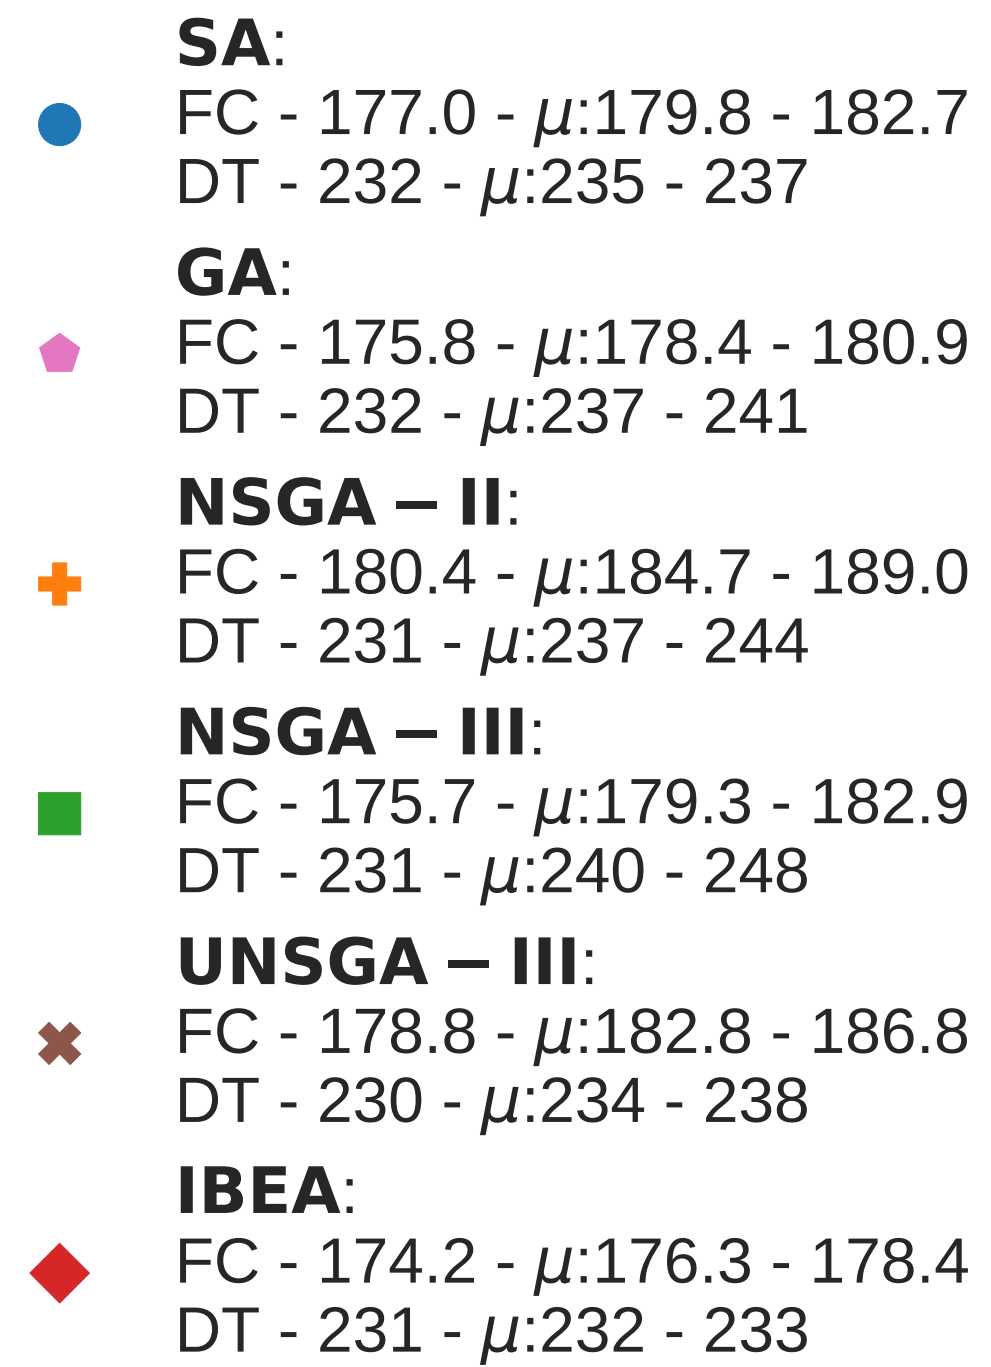 SA:
FC - 177.0 - μ:179.8 - 182.7
DT - 232 - μ:235 - 237
GA:
FC - 175.8 - μ:178.4 - 180.9
DT - 232 - μ:237 - 241
NSGA − II:
FC - 180.4 - μ:184.7 - 189.0
DT - 231 - μ:237 - 244
NSGA − III:
FC - 175.7 - μ:179.3 - 182.9
DT - 231 - μ:240 - 248
UNSGA − III:
FC - 178.8 - μ:182.8 - 186.8
DT - 230 - μ:234 - 238
IBEA:
FC - 174.2 - μ:176.3 - 178.4
DT - 231 - μ:232 - 233